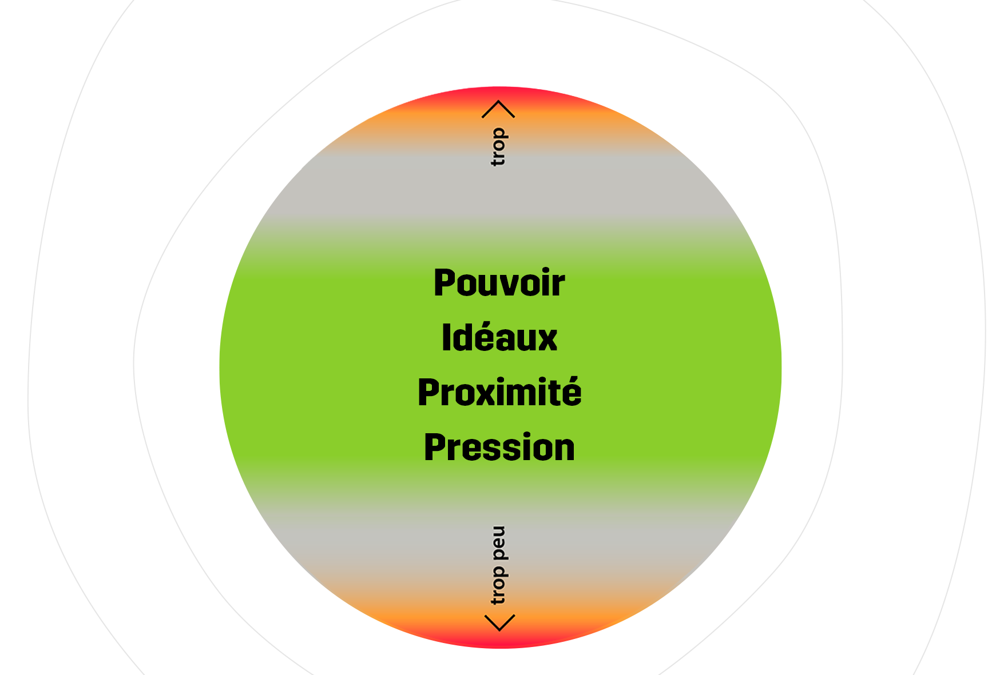 trop
Pouvoir
Idéaux
Proximité
Pression
trop peu